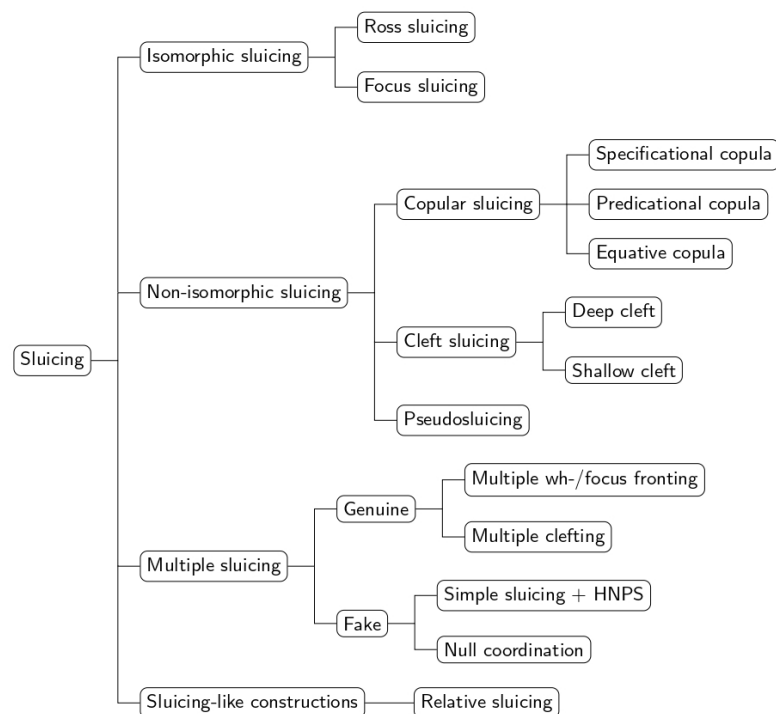 Ross sluicing
Isomorphic sluicing
Focus sluicing
Specificational copula
Copular sluicing
Predicational copula
Equative copula
Non-isomorphic sluicing
Deep cleft
Cleft sluicing
Sluicing
Shallow cleft
Pseudosluicing
Multiple wh-/focus fronting
Genuine
Multiple clefting
Multiple sluicing
Simple sluicing + HNPS
Fake
Null coordination
Sluicing-like constructions
Relative sluicing